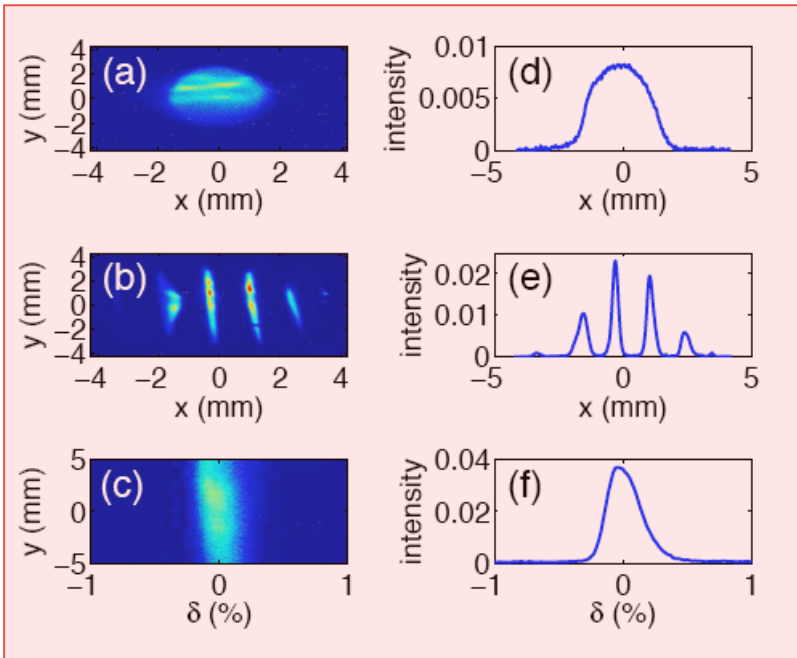 (a)
y (mm)
4
2
0
−2
−4
−4 −2 0 2 4
x (mm)
(d)
intensity
0.01
0.005
0
−5 0 5
x (mm)
(b)
y (mm)
4
2
0
−2
−4
−4 −2 0 2 4
x (mm)
(e)
intensity
0.02
0.01
0
−5 0 5
x (mm)
(c)
y (mm)
5
0
−5
−1 0 1
δ (%)
(f)
intensity
0.04
0.02
0
−1 0 1
δ (%)